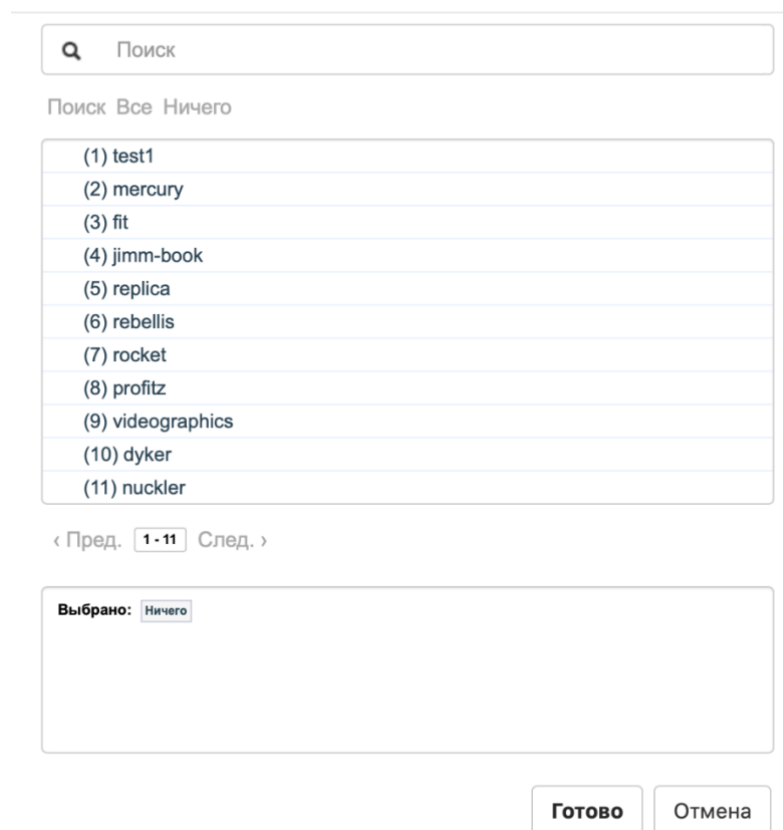 Поиск
Поиск Все Ничего
(1) test1
(2) mercury
(3) fit
(4) jimm-book
(5) replica
(6) rebellis
(7) rocket
(8) profitz
(9) videographics
(10) dyker
(11) nuckler
‹ Пред. 1 - 11 След. ›
Выбрано: Ничего
Готово Отмена